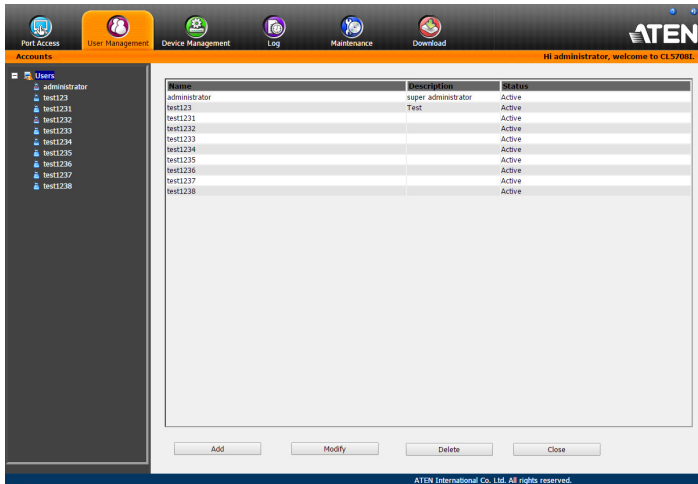 ATEN
Port Access User Management Device Management Log Maintenance Download
Accounts Hi administrator, welcome to CL5708I.
Users
administrator
test123
test1231
test1232
test1233
test1234
test1235
test1236
test1237
test1238
Name Description Status
administrator super administrator Active
test123 Test Active
test1231 Active
test1232 Active
test1233 Active
test1234 Active
test1235 Active
test1236 Active
test1237 Active
test1238 Active
Add Modify Delete Close
ATEN International Co. Ltd. All rights reserved.